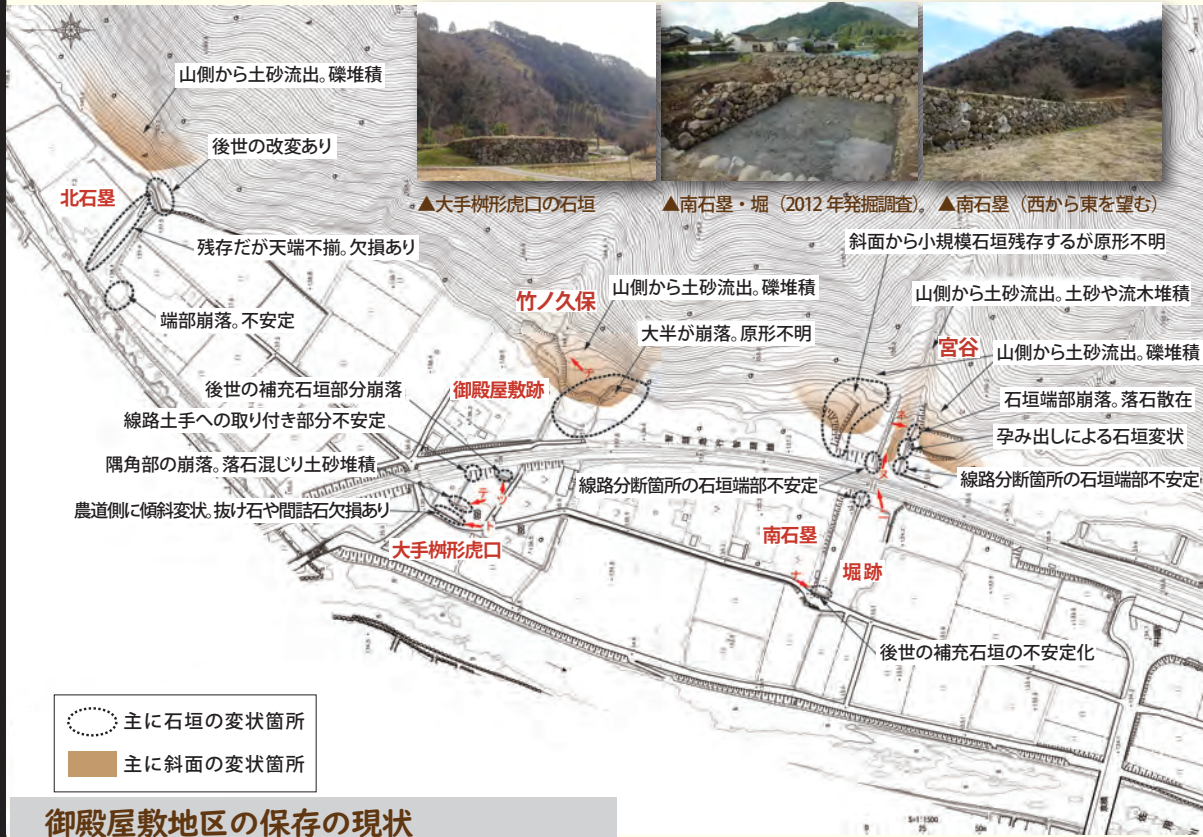 ▲大手桝形虎口の石垣
▲南石塁・堀（2012年発掘調査）
▲南石塁（西から東を望む）
山側から土砂流出。礫堆積
後世の改変あり
北石塁
残存だが天端不揃。欠損あり
端部崩落。不安定
斜面から小規模石垣残存するが原形不明
竹ノ久保
山側から土砂流出。礫堆積
山側から土砂流出。土砂や流木堆積
大半が崩落。原形不明
宮谷
山側から土砂流出。礫堆積
後世の補充石垣部分崩落
御殿屋敷跡
石垣端部崩落。落石散在
線路土手への取り付き部分不安定
孕み出しによる石垣変状
隅角部の崩落。落石混じり土砂堆積
線路分断箇所の石垣端部不安定
線路分断箇所の石垣端部不安定
農道側に傾斜変状。抜け石や間詰石欠損あり
チ
ネ
ヌ
ニ
テ
ツ
ト
ナ
大手桝形虎口
南石塁
堀跡
後世の補充石垣の不安定化
主に石垣の変状箇所
主に斜面の変状箇所
御殿屋敷地区の保存の現状
S=1:1500
0 25 50m